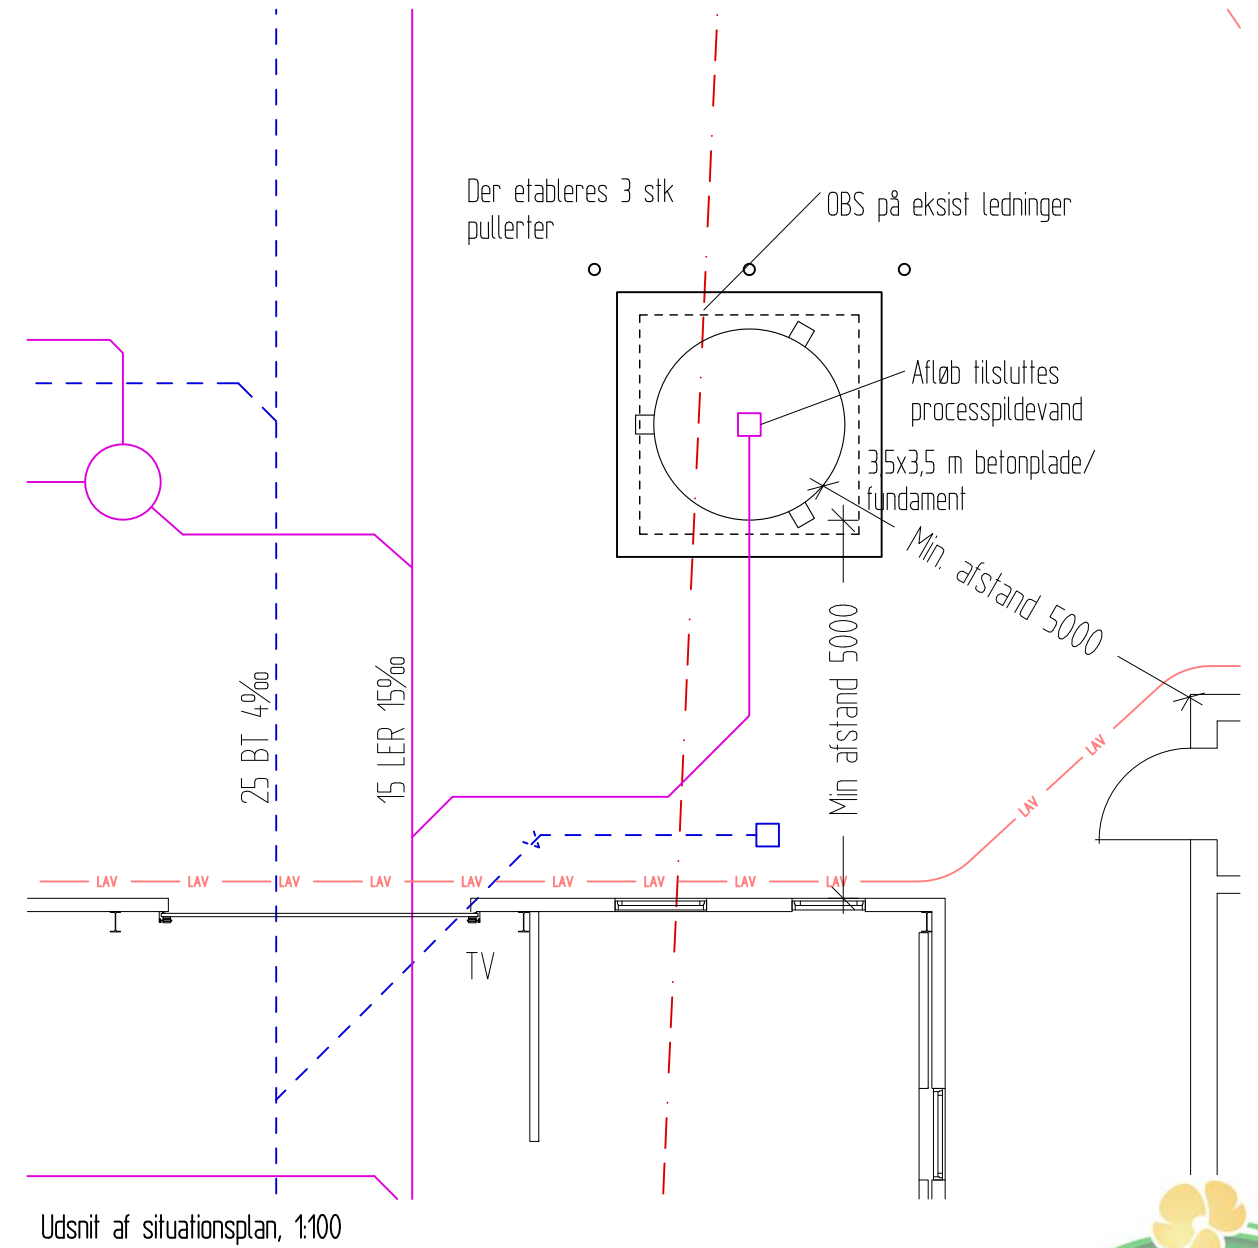 Der etableres 3 stk
pullerter
OBS på eksist ledninger
Afløb tilsluttes
processpildevand
3,5x3,5 m betonplade/
fundament
Min. afstand 5000
Min afstand 5000
25 BT 4‰
15 LER 15‰
LAV
LAV
LAV
LAV
LAV
LAV
LAV
LAV
LAV
LAV
LAV
TV
Udsnit af situationsplan, 1:100